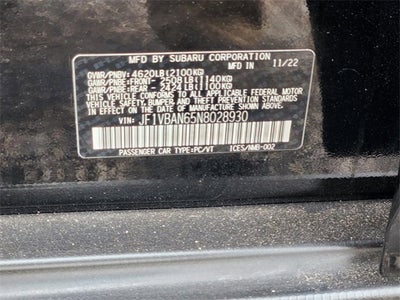 MFD. BY SUBARU CORPORATION 11/22
GVWR/PNBV: 4620LB(2100KG)
GAWR/PNBE:FRONT- 2508LB(1140KG)
GAWR/PNBE:REAR - 2424LB(1100KG)
THIS VEHICLE CONFORMS TO ALL APPLICABLE
FEDERAL MOTOR VEHICLE SAFETY, BUMPER,
AND THEFT PREVENTION STANDARDS IN EFFECT
ON THE DATE OF MANUFACTURE SHOWN ABOVE.
VIN: JF1VBAN65N8028930
PASSENGER CAR TYPE:PC/VT ICES/NMB-002